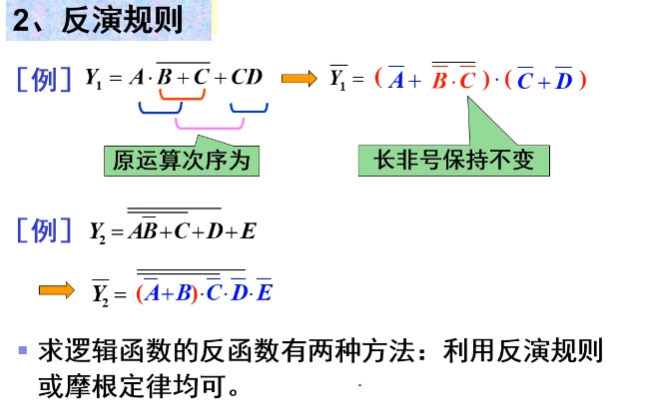 2、反演规则
[例] $Y_1 = A \cdot \overline{B+C} + CD$ ➡ $\overline{Y_1} = (\overline{A} + \overline{\overline{B} \cdot \overline{C}}) \cdot (\overline{C} + \overline{D})$
原运算次序为 长非号保持不变
[例] $Y_2 = \overline{\overline{A\overline{B}+C}+D}+E$
➡ $\overline{Y_2} = \overline{\overline{(\overline{A}+B) \cdot \overline{C}} \cdot \overline{D}} \cdot \overline{E}$
▪ 求逻辑函数的反函数有两种方法：利用反演规则
或摩根定律均可。